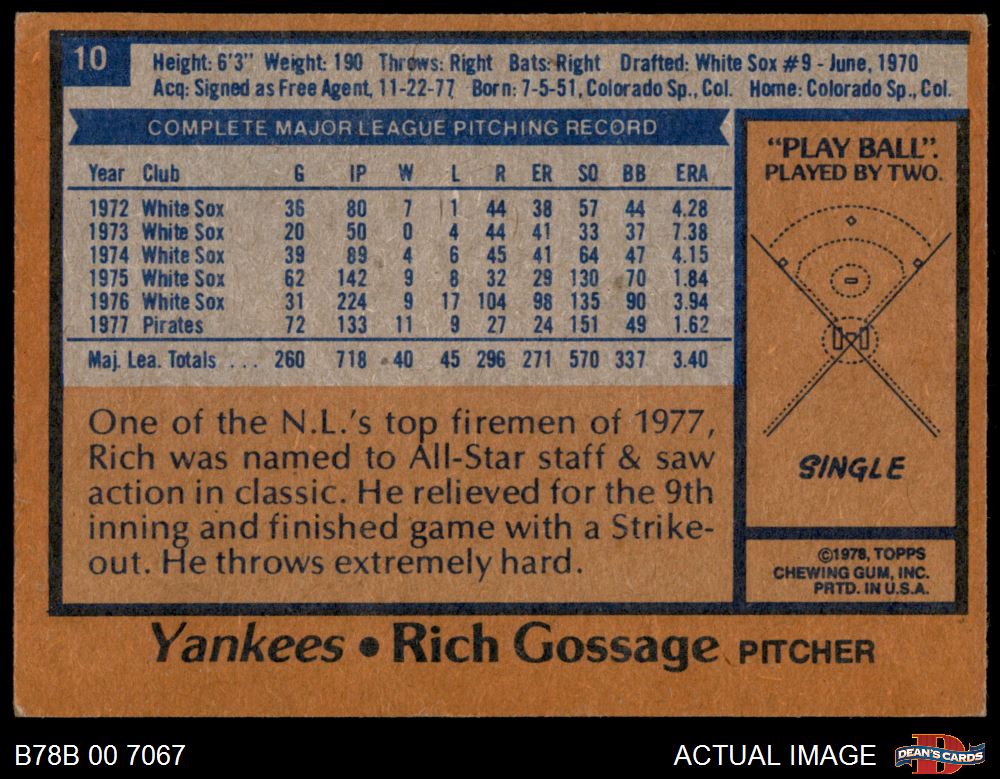 10
Height: 6'3" Weight: 190 Throws: Right Bats: Right Drafted: White Sox #9 - June, 1970
Acq: Signed as Free Agent, 11-22-77 Born: 7-5-51, Colorado Sp., Col. Home: Colorado Sp., Col.
COMPLETE MAJOR LEAGUE PITCHING RECORD
Year Club G IP W L R ER SO BB ERA
1972 White Sox 36 80 7 1 44 38 57 44 4.28
1973 White Sox 20 50 0 4 44 41 33 37 7.38
1974 White Sox 39 89 4 6 45 41 64 47 4.15
1975 White Sox 62 142 9 8 32 29 130 70 1.84
1976 White Sox 31 224 9 17 104 98 135 90 3.94
1977 Pirates 72 133 11 9 27 24 151 49 1.62
Maj. Lea. Totals . . . 260 718 40 45 296 271 570 337 3.40
One of the N.L.'s top firemen of 1977,
Rich was named to All-Star staff & saw
action in classic. He relieved for the 9th
inning and finished game with a Strike-
out. He throws extremely hard.
"PLAY BALL".
PLAYED BY TWO.
SINGLE
©1978, TOPPS
CHEWING GUM, INC.
PRTD. IN U.S.A.
Yankees • Rich Gossage PITCHER
B78B 00 7067
ACTUAL IMAGE
DEAN'S CARDS